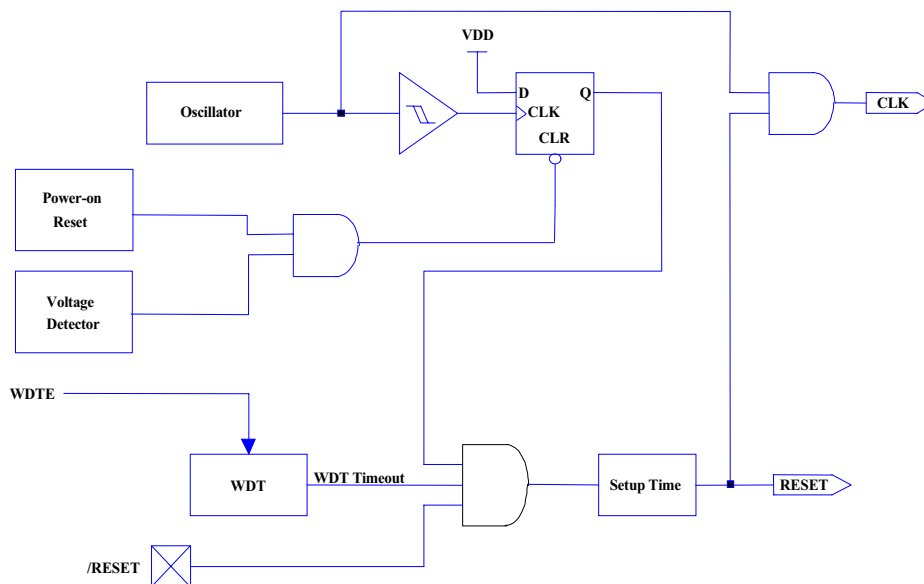 VDD
Oscillator
D
Q
CLK
CLR
CLK
Power-on
Reset
Voltage
Detector
WDTE
WDT
WDT Timeout
Setup Time
RESET
/RESET